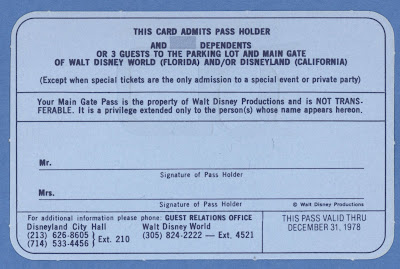 THIS CARD ADMITS PASS HOLDER
AND DEPENDENTS
OR 3 GUESTS TO THE PARKING LOT AND MAIN GATE
OF WALT DISNEY WORLD (FLORIDA) AND/OR DISNEYLAND (CALIFORNIA)
(Except when special tickets are the only admission to a special event or private party)
Your Main Gate Pass is the property of Walt Disney Productions and is NOT TRANS-
FERABLE. It is a privilege extended only to the person(s) whose name appears hereon.
Mr.
Signature of Pass Holder
Mrs.
Signature of Pass Holder
© Walt Disney Productions
For additional information please phone: GUEST RELATIONS OFFICE
Disneyland City Hall Walt Disney World
(213) 626-8605 } Ext. 210 (305) 824-2222 — Ext. 4521
(714) 533-4456
THIS PASS VALID THRU
DECEMBER 31, 1978